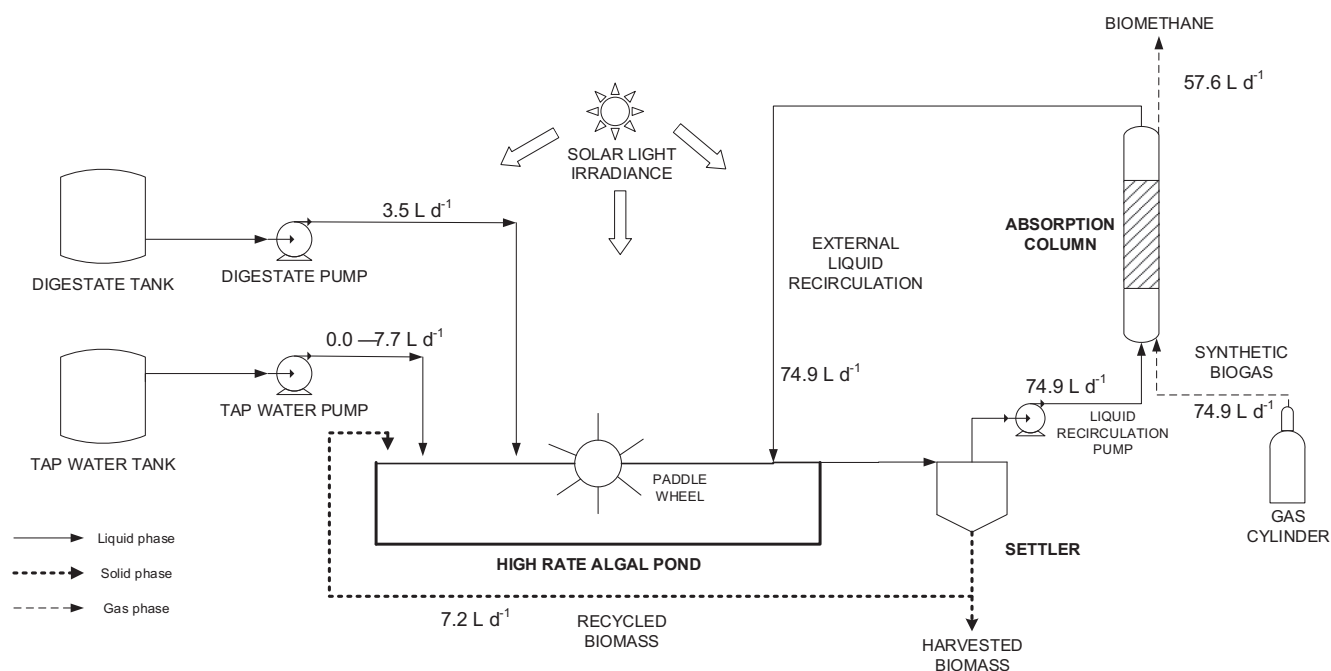 BIOMETHANE
57.6 L d-1
SOLAR LIGHT
IRRADIANCE
3.5 L d-1
DIGESTATE TANK
DIGESTATE PUMP
EXTERNAL
LIQUID
RECIRCULATION
ABSORPTION
COLUMN
0.0 —7.7 L d-1
TAP WATER TANK
TAP WATER PUMP
74.9 L d-1
74.9 L d-1
LIQUID
RECIRCULATION
PUMP
SYNTHETIC
BIOGAS
74.9 L d-1
GAS
CYLINDER
PADDLE
WHEEL
HIGH RATE ALGAL POND
SETTLER
Liquid phase
Solid phase
Gas phase
7.2 L d-1
RECYCLED
BIOMASS
HARVESTED
BIOMASS